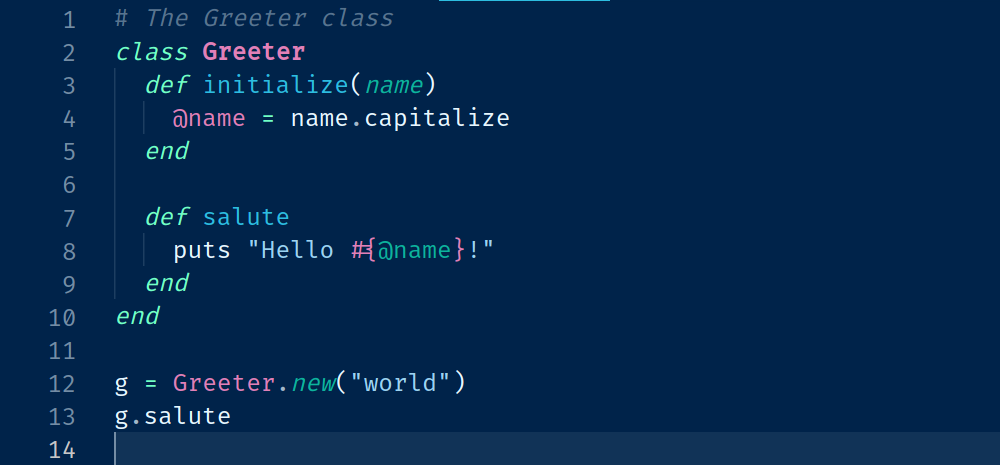 1 # The Greeter class
2 class Greeter
3   def initialize(name)
4     @name = name.capitalize
5   end
6
7   def salute
8     puts "Hello #{@name}!"
9   end
10 end
11
12 g = Greeter.new("world")
13 g.salute
14